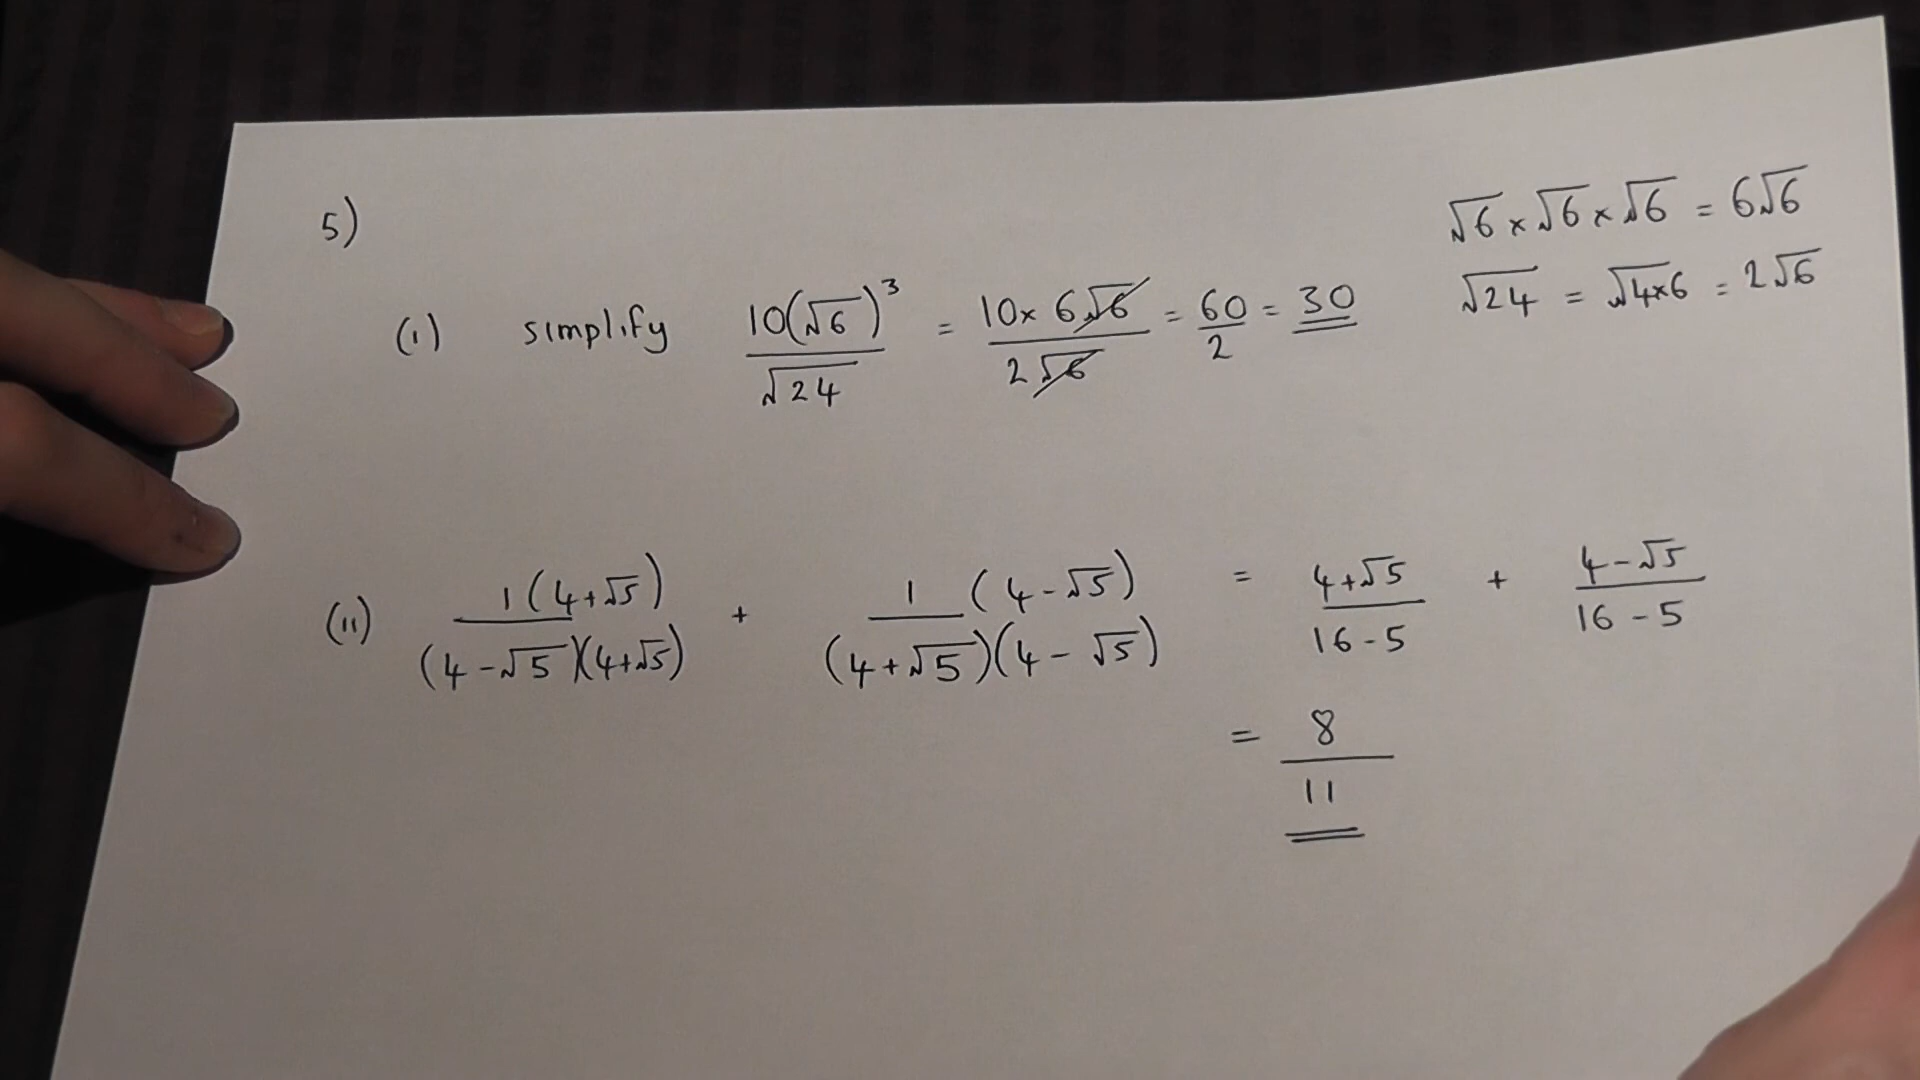 5)
√6 × √6 × √6 = 6√6
√24 = √4×6 = 2√6
(i) simplify 10(√6)³/√24 = 10× 6√6/2√6 = 60/2 = 30
(ii) 1(4+√5)/(4-√5)(4+√5) + 1(4-√5)/(4+√5)(4-√5) = 4+√5/16-5 + 4-√5/16-5
= 8/11